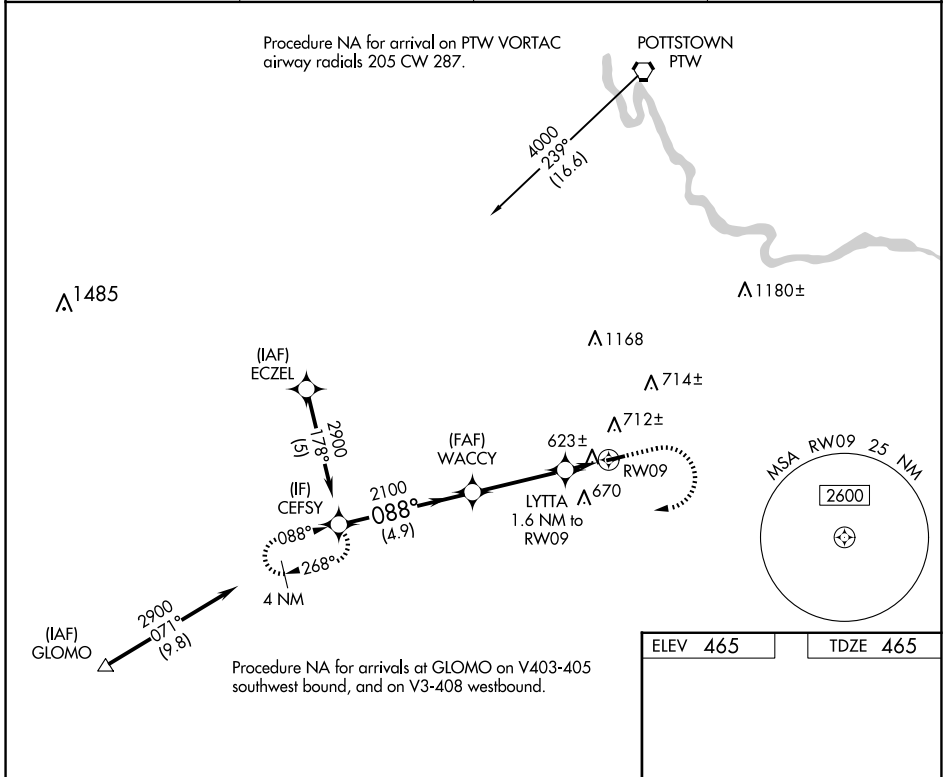 Procedure NA for arrival on PTW VORTAC
airway radials 205 CW 287.
POTTSTOWN
PTW
4000
239°
(16.6)
1485
1180±
1168
(IAF)
ECZEL
714±
2900
178°
(5)
712±
(FAF)
WACCY
623±
RW09
MSA RW09 25 NM
2600
(IF)
CEFSY
2100
088°
(4.9)
LYTTA
1.6 NM to
RW09
670
088°
268°
4 NM
2900
071°
(9.8)
(IAF)
GLOMO
Procedure NA for arrivals at GLOMO on V403-405
southwest bound, and on V3-408 westbound.
ELEV 465
TDZE 465